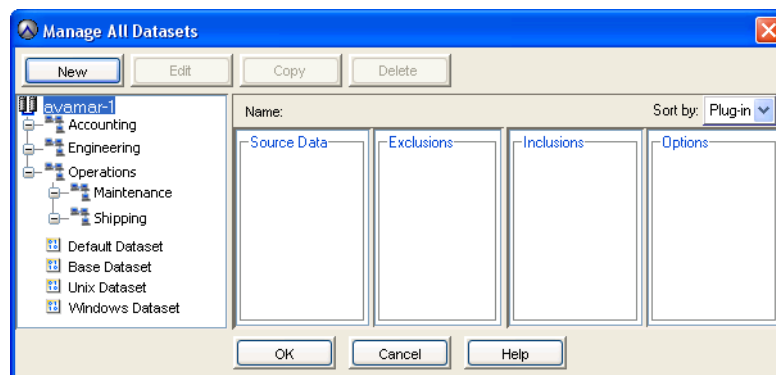 Manage All Datasets
New
Edit
Copy
Delete
avamar-1
Accounting
Engineering
Operations
Maintenance
Shipping
Default Dataset
Base Dataset
Unix Dataset
Windows Dataset
Name:
Sort by: Plug-in
Source Data
Exclusions
Inclusions
Options
OK
Cancel
Help